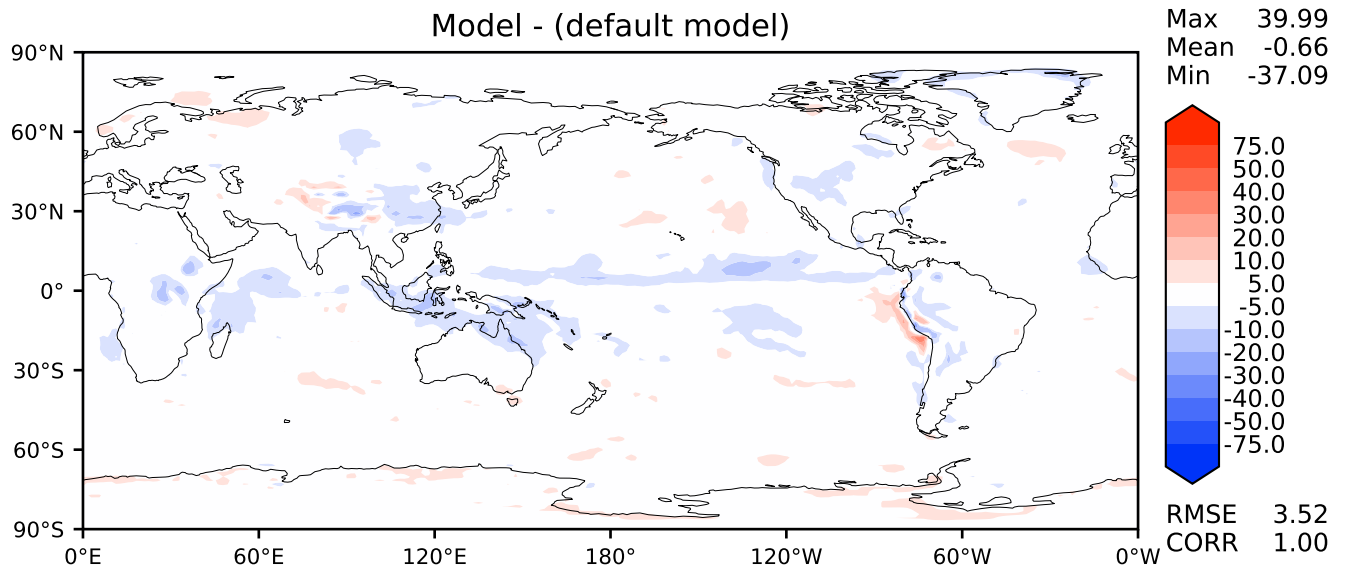 Model - (default model)
Max 39.99
Mean -0.66
Min -37.09
90°N
60°N
30°N
0°
30°S
60°S
90°S
0°E 60°E 120°E 180° 120°W 60°W 0°W
75.0
50.0
40.0
30.0
20.0
10.0
5.0
-5.0
-10.0
-20.0
-30.0
-40.0
-50.0
-75.0
RMSE 3.52
CORR 1.00